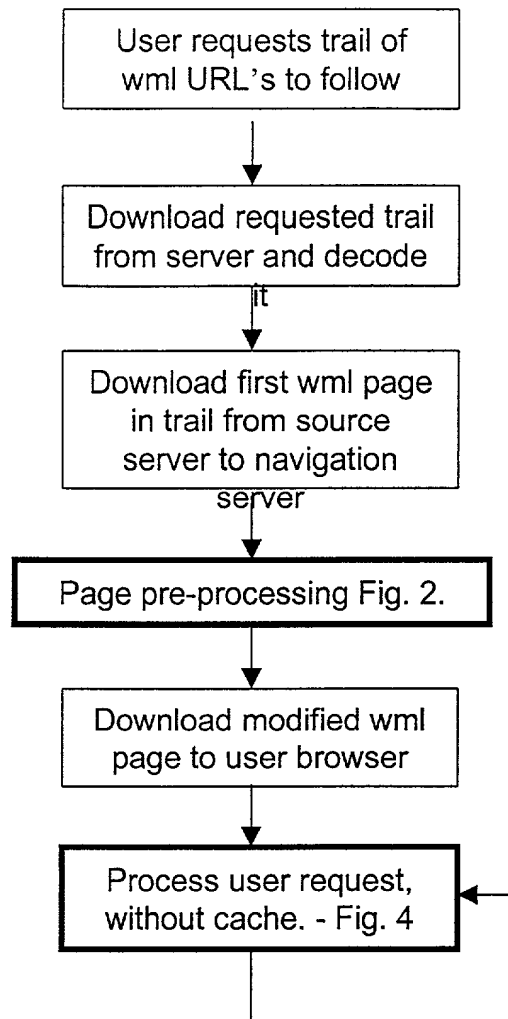 User requests trail of
wml URL's to follow
Download requested trail
from server and decode
it
Download first wml page
in trail from source
server to navigation
server
Page pre-processing Fig. 2.
Download modified wml
page to user browser
Process user request,
without cache. - Fig. 4